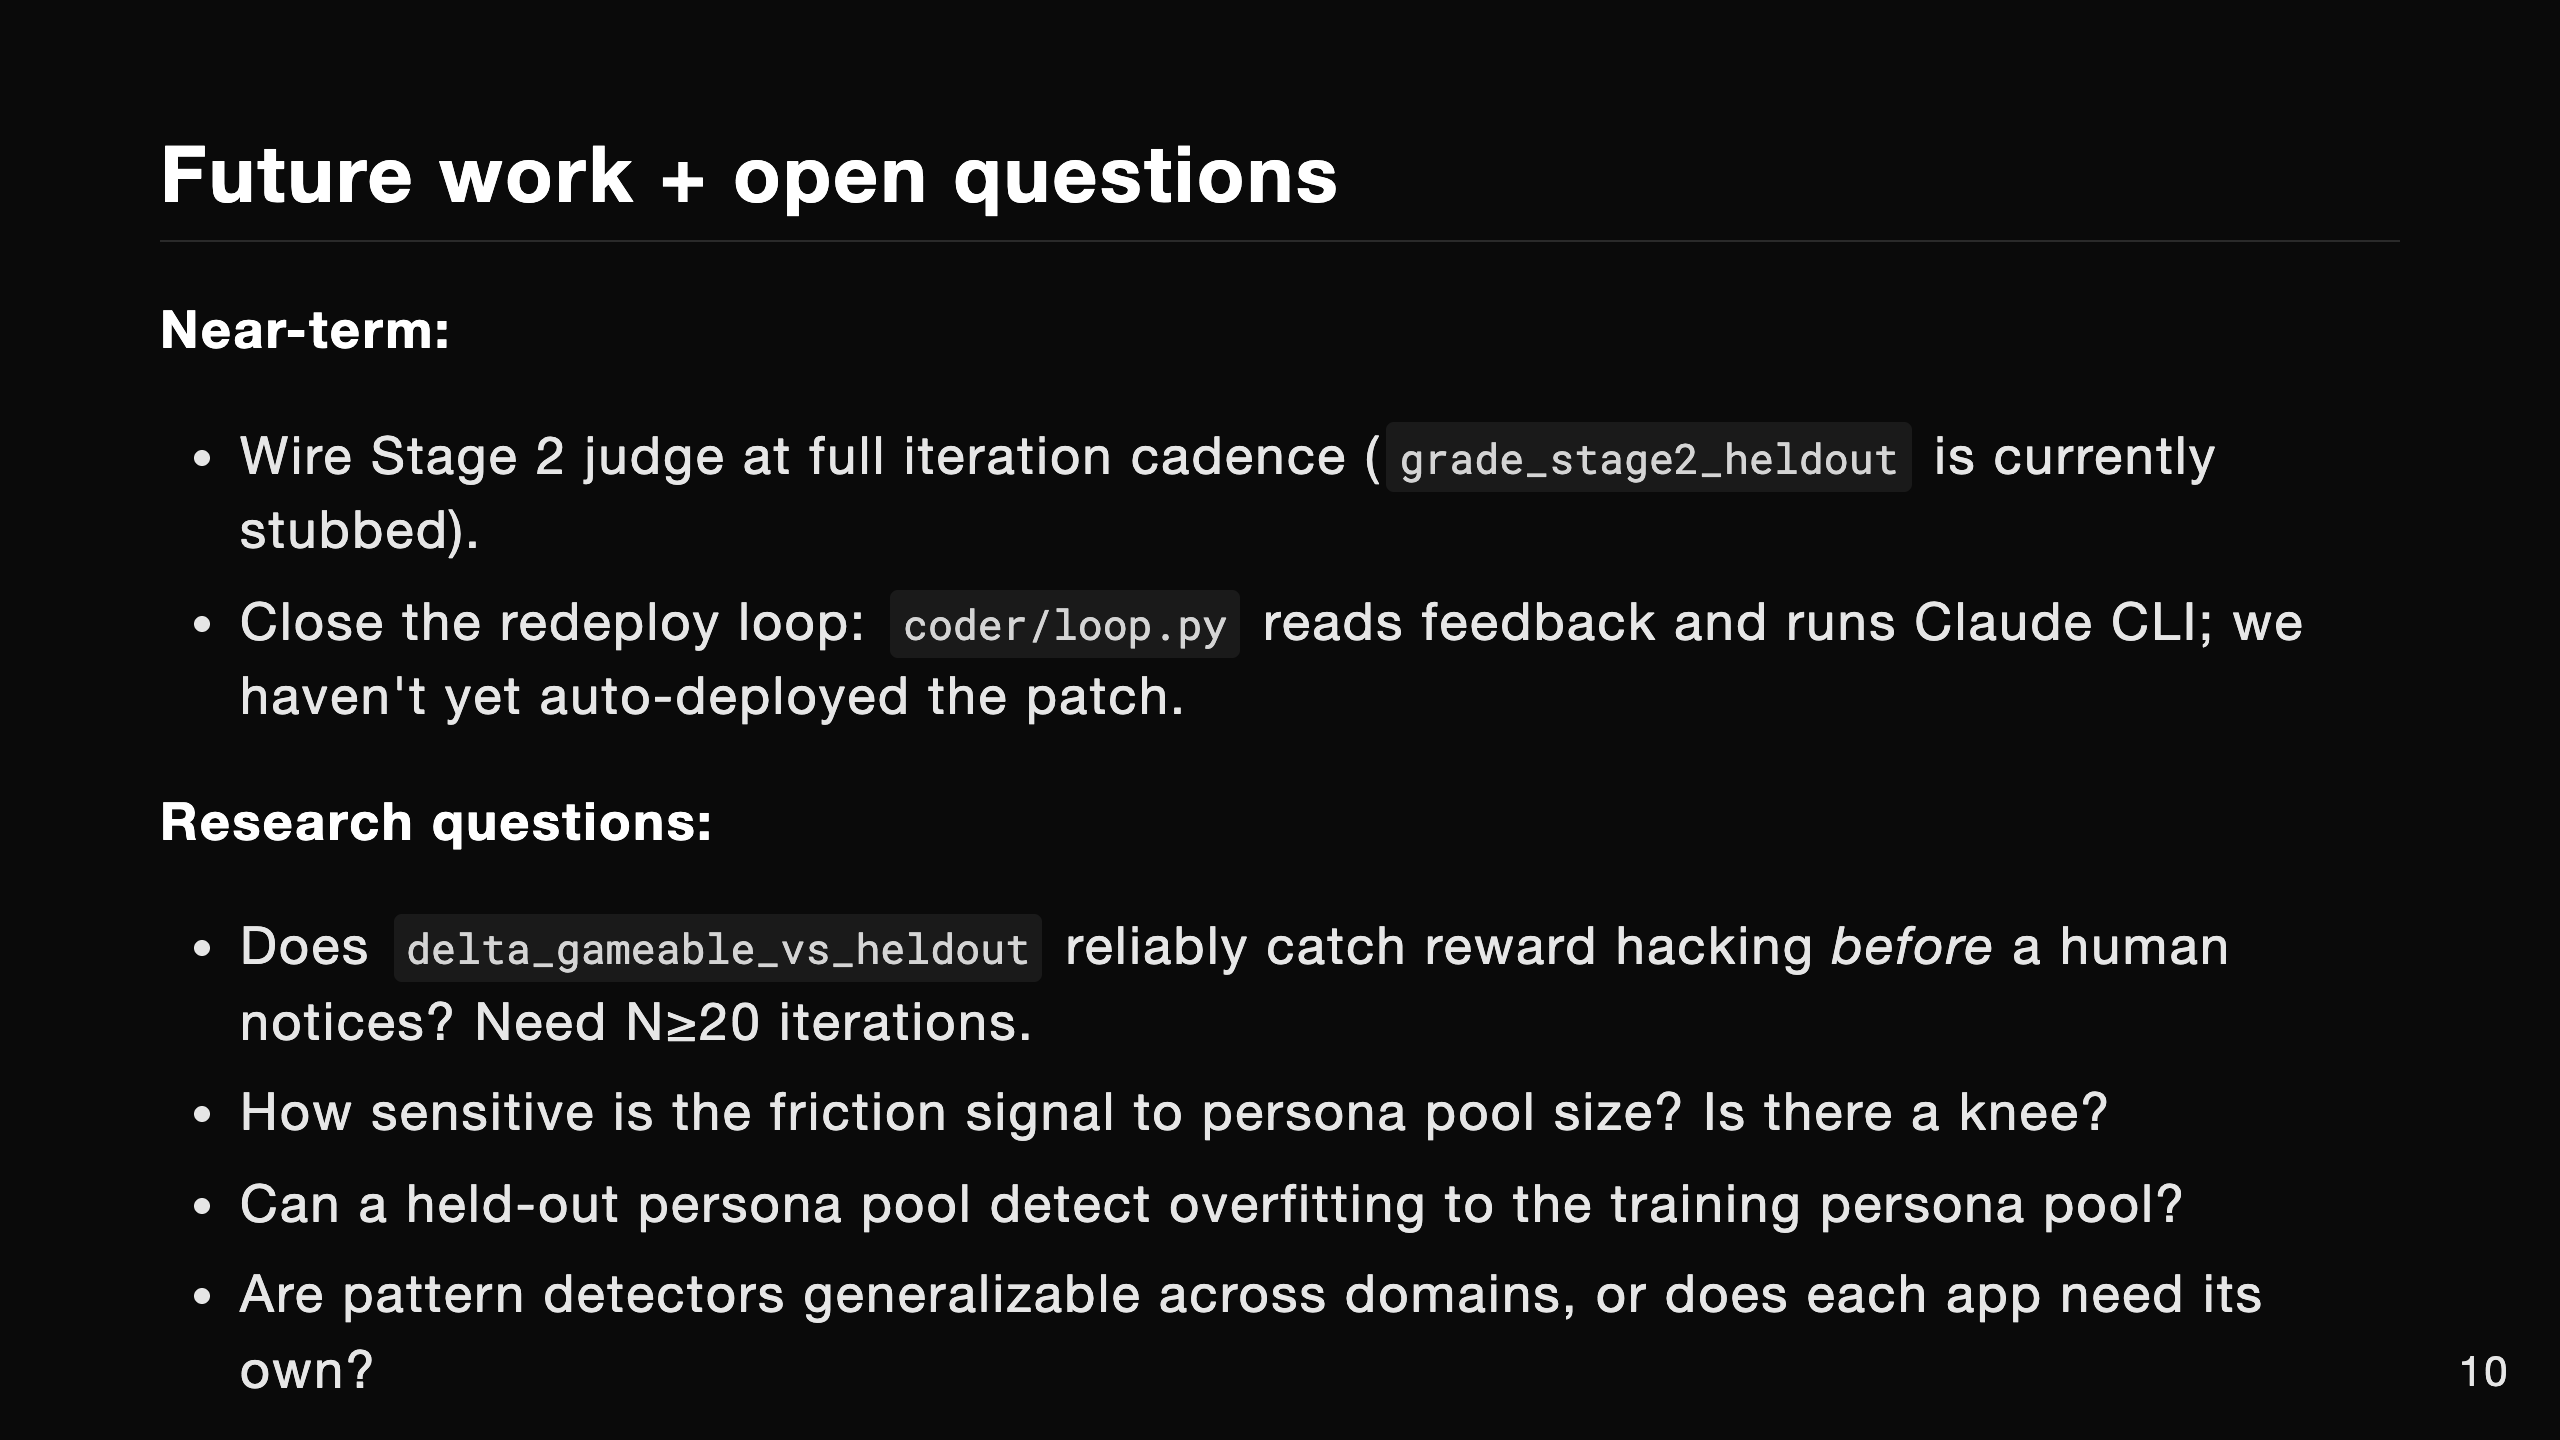 Future work + open questions
Near-term:
• Wire Stage 2 judge at full iteration cadence (grade_stage2_heldout is currently
stubbed).
• Close the redeploy loop: coder/loop.py reads feedback and runs Claude CLI; we
haven't yet auto-deployed the patch.
Research questions:
• Does delta_gameable_vs_heldout reliably catch reward hacking before a human
notices? Need N≥20 iterations.
• How sensitive is the friction signal to persona pool size? Is there a knee?
• Can a held-out persona pool detect overfitting to the training persona pool?
• Are pattern detectors generalizable across domains, or does each app need its
own?
10